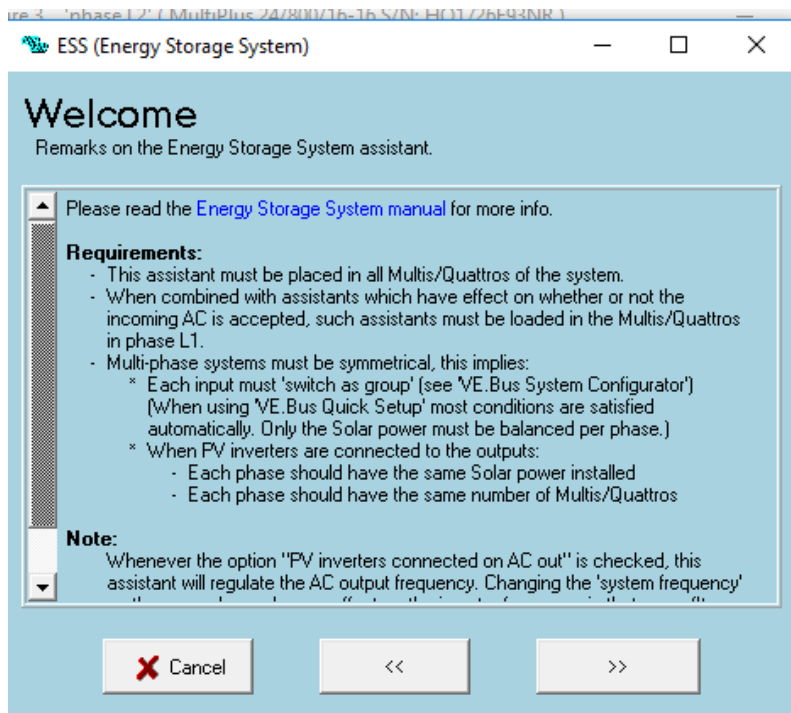 'phase L2' ( MultiPlus 24/800/16-16 S/N: HQ1726F93NR )
ESS (Energy Storage System)
Welcome
Remarks on the Energy Storage System assistant.
Please read the Energy Storage System manual for more info.
Requirements:
- This assistant must be placed in all Multis/Quattros of the system.
- When combined with assistants which have effect on whether or not the
incoming AC is accepted, such assistants must be loaded in the Multis/Quattros
in phase L1.
- Multi-phase systems must be symmetrical, this implies:
* Each input must 'switch as group' (see 'VE.Bus System Configurator')
(When using 'VE.Bus Quick Setup' most conditions are satisfied
automatically. Only the Solar power must be balanced per phase.)
* When PV inverters are connected to the outputs:
- Each phase should have the same Solar power installed
- Each phase should have the same number of Multis/Quattros
Note:
Whenever the option "PV inverters connected on AC out" is checked, this
assistant will regulate the AC output frequency. Changing the 'system frequency'
Cancel
<<
>>